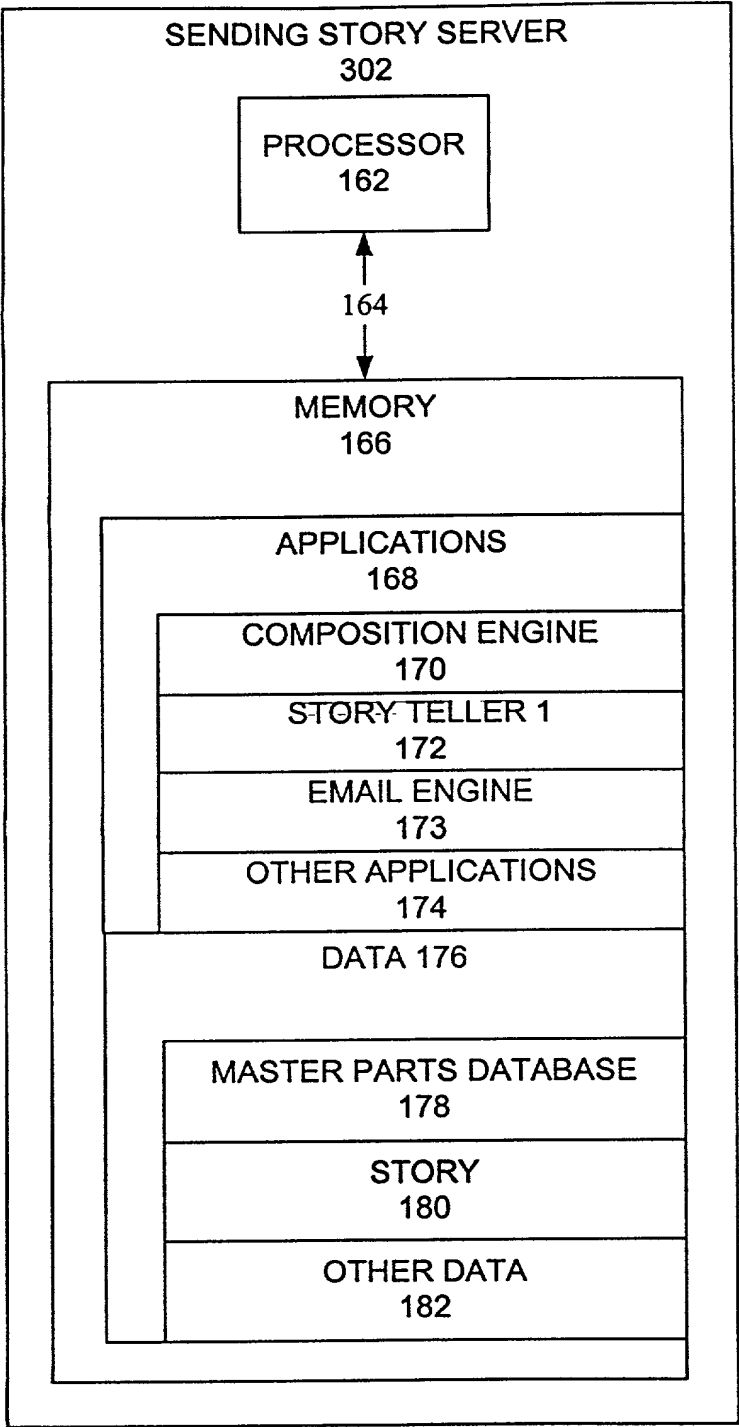 SENDING STORY SERVER
302
PROCESSOR
162
164
MEMORY
166
APPLICATIONS
168
COMPOSITION ENGINE
170
STORY TELLER 1
172
EMAIL ENGINE
173
OTHER APPLICATIONS
174
DATA 176
MASTER PARTS DATABASE
178
STORY
180
OTHER DATA
182